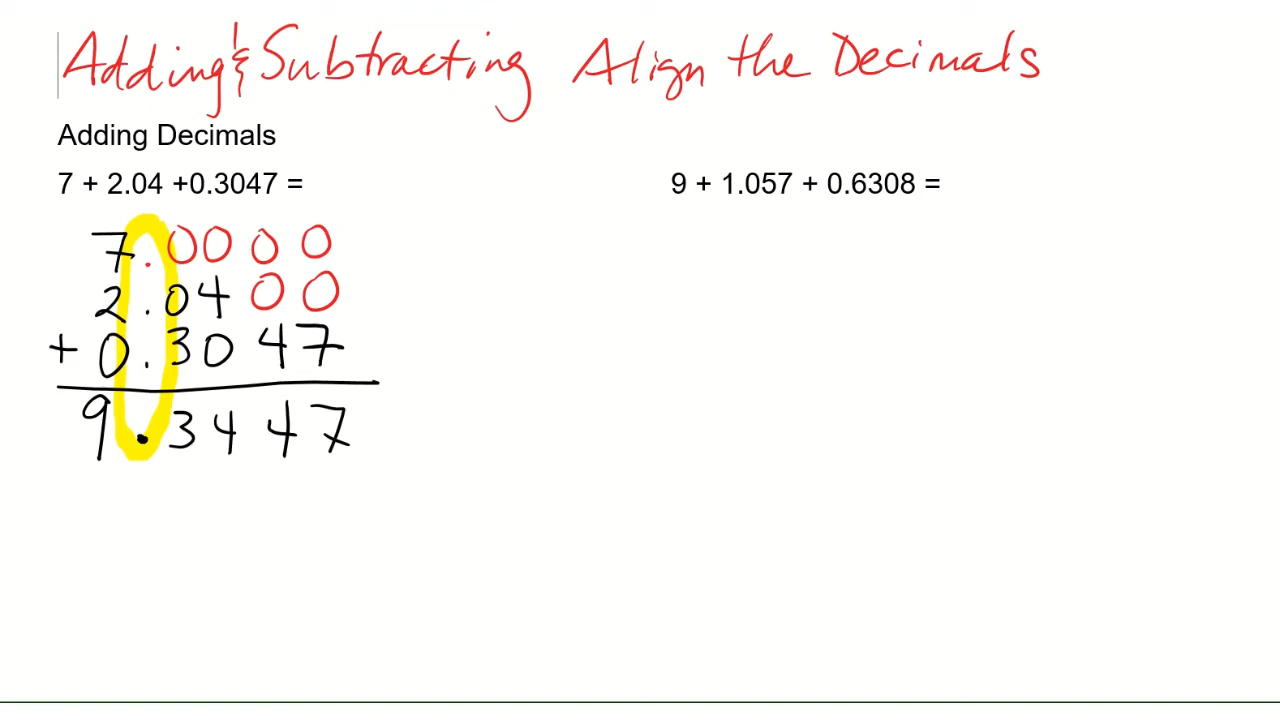 Adding & Subtracting Align the Decimals
Adding Decimals
7 + 2.04 +0.3047 =
9 + 1.057 + 0.6308 =
7.0000
2.0400
+ 0.3047
9.3447